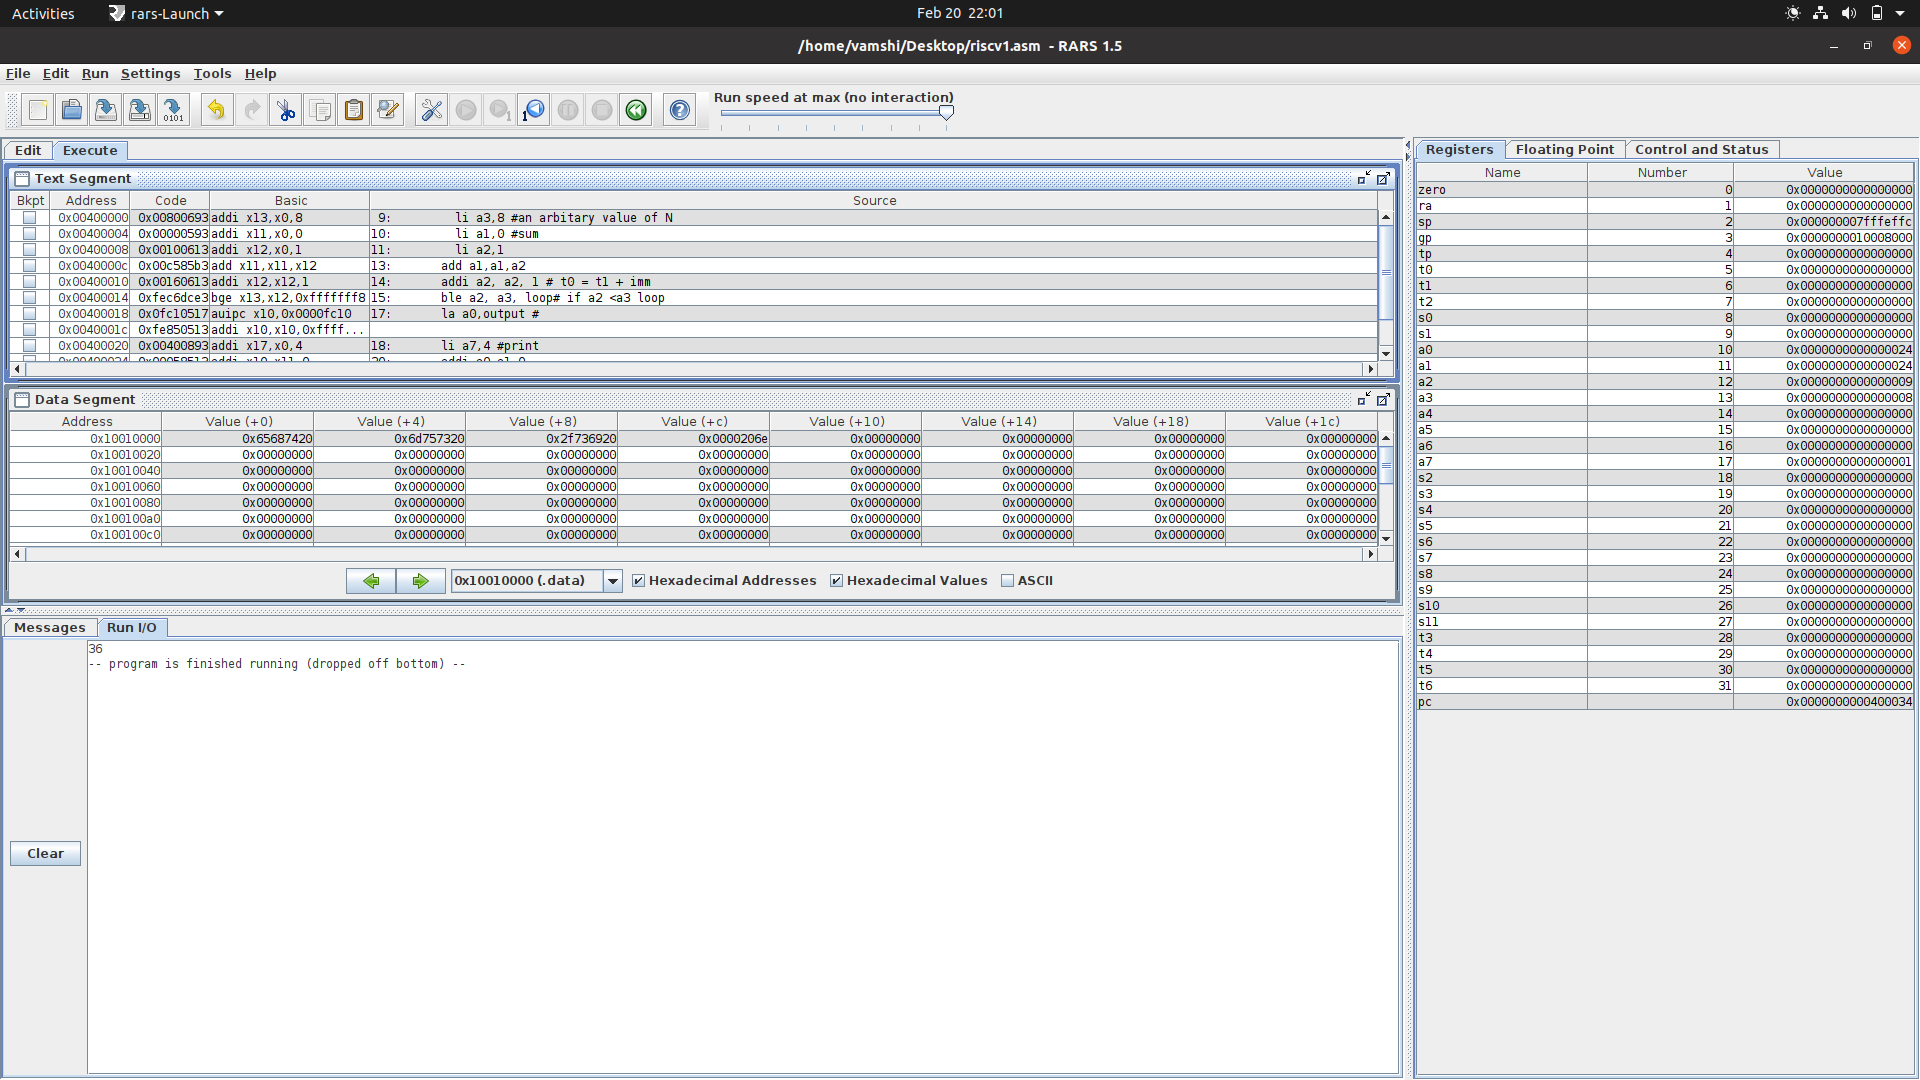 Activities rars-Launch Feb 20 22:01
/home/vamshi/Desktop/riscv1.asm - RARS 1.5
File Edit Run Settings Tools Help
Run speed at max (no interaction)
Edit Execute
Text Segment
Bkpt Address Code Basic Source
0x00400000 0x00800693 addi x13,x0,8 9: li a3,8 #an arbitary value of N
0x00400004 0x00000593 addi x11,x0,0 10: li a1,0 #sum
0x00400008 0x00100613 addi x12,x0,1 11: li a2,1
0x0040000c 0x00c585b3 add x11,x11,x12 13: add a1,a1,a2
0x00400010 0x00160613 addi x12,x12,1 14: addi a2, a2, 1 # t0 = t1 + imm
0x00400014 0xfec6dce3 bge x13,x12,0xfffffff8 15: ble a2, a3, loop# if a2 <a3 loop
0x00400018 0x0fc10517 auipc x10,0x0000fc10 17: la a0,output #
0x0040001c 0xfe850513 addi x10,x10,0xffff...
0x00400020 0x00400893 addi x17,x0,4 18: li a7,4 #print
0x00400024 0x00058513 addi x10,x11,0 20: addi a0,a1,0
Data Segment
Address Value (+0) Value (+4) Value (+8) Value (+c) Value (+10) Value (+14) Value (+18) Value (+1c)
0x10010000 0x65687420 0x6d757320 0x2f736920 0x0000206e 0x00000000 0x00000000 0x00000000 0x00000000
0x10010020 0x00000000 0x00000000 0x00000000 0x00000000 0x00000000 0x00000000 0x00000000 0x00000000
0x10010040 0x00000000 0x00000000 0x00000000 0x00000000 0x00000000 0x00000000 0x00000000 0x00000000
0x10010060 0x00000000 0x00000000 0x00000000 0x00000000 0x00000000 0x00000000 0x00000000 0x00000000
0x10010080 0x00000000 0x00000000 0x00000000 0x00000000 0x00000000 0x00000000 0x00000000 0x00000000
0x100100a0 0x00000000 0x00000000 0x00000000 0x00000000 0x00000000 0x00000000 0x00000000 0x00000000
0x100100c0 0x00000000 0x00000000 0x00000000 0x00000000 0x00000000 0x00000000 0x00000000 0x00000000
0x10010000 (.data) Hexadecimal Addresses Hexadecimal Values ASCII
Messages Run I/O
36
-- program is finished running (dropped off bottom) --
Clear
Registers Floating Point Control and Status
Name Number Value
zero 0 0x0000000000000000
ra 1 0x0000000000000000
sp 2 0x000000007fffeffc
gp 3 0x0000000010008000
tp 4 0x0000000000000000
t0 5 0x0000000000000000
t1 6 0x0000000000000000
t2 7 0x0000000000000000
s0 8 0x0000000000000000
s1 9 0x0000000000000000
a0 10 0x0000000000000024
a1 11 0x0000000000000024
a2 12 0x0000000000000009
a3 13 0x0000000000000008
a4 14 0x0000000000000000
a5 15 0x0000000000000000
a6 16 0x0000000000000000
a7 17 0x0000000000000001
s2 18 0x0000000000000000
s3 19 0x0000000000000000
s4 20 0x0000000000000000
s5 21 0x0000000000000000
s6 22 0x0000000000000000
s7 23 0x0000000000000000
s8 24 0x0000000000000000
s9 25 0x0000000000000000
s10 26 0x0000000000000000
s11 27 0x0000000000000000
t3 28 0x0000000000000000
t4 29 0x0000000000000000
t5 30 0x0000000000000000
t6 31 0x0000000000000000
pc 0x0000000000400034